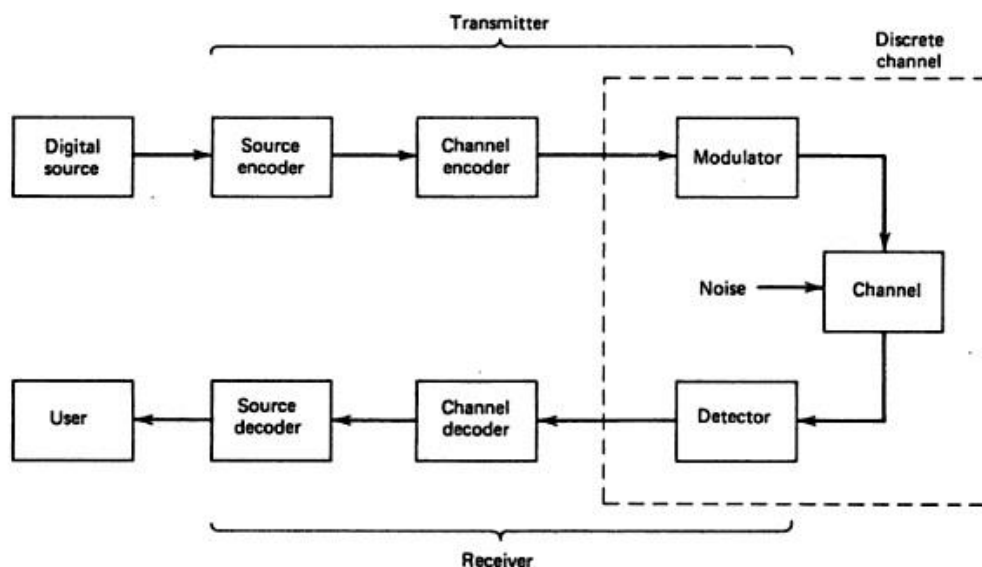 Transmitter
Discrete
channel
Digital
source
Source
encoder
Channel
encoder
Modulator
Noise
Channel
User
Source
decoder
Channel
decoder
Detector
Receiver